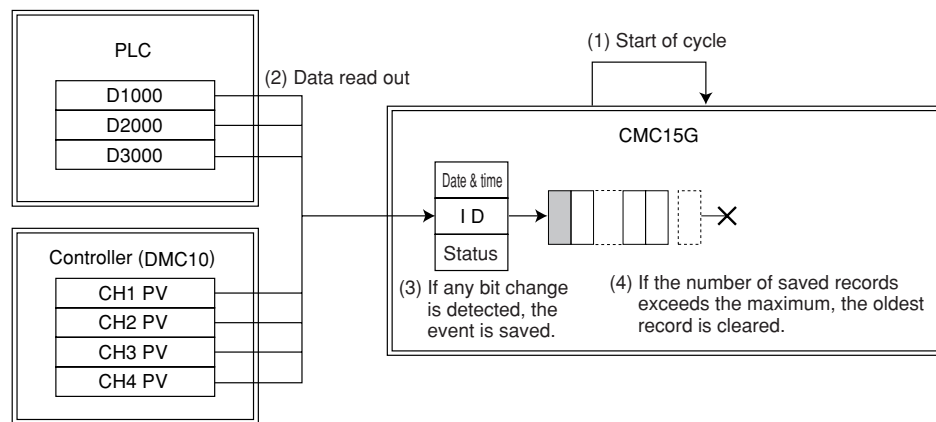 PLC
D1000
D2000
D3000
(2) Data read out
(1) Start of cycle
CMC15G
Date & time
I D
Status
Controller (DMC10)
CH1 PV
CH2 PV
CH3 PV
CH4 PV
(3) If any bit change
is detected, the
event is saved.
(4) If the number of saved records
exceeds the maximum, the oldest
record is cleared.